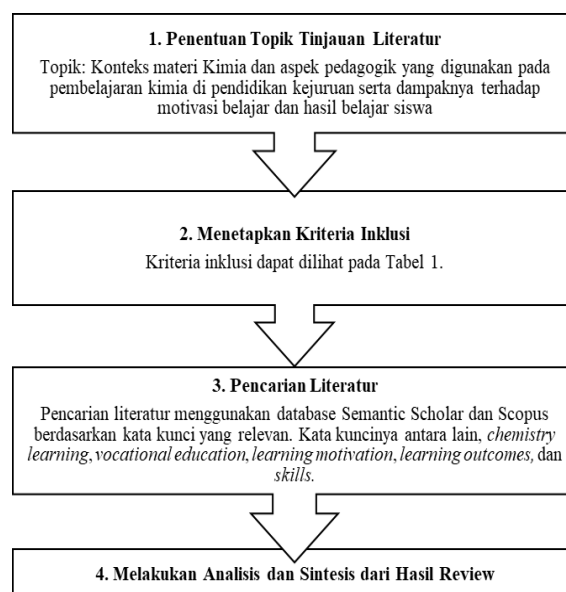 1. Penentuan Topik Tinjauan Literatur
Topik: Konteks materi Kimia dan aspek pedagogik yang digunakan pada
pembelajaran kimia di pendidikan kejuruan serta dampaknya terhadap
motivasi belajar dan hasil belajar siswa
2. Menetapkan Kriteria Inklusi
Kriteria inklusi dapat dilihat pada Tabel 1.
3. Pencarian Literatur
Pencarian literatur menggunakan database Semantic Scholar dan Scopus
berdasarkan kata kunci yang relevan. Kata kuncinya antara lain, chemistry
learning, vocational education, learning motivation, learning outcomes, dan
skills.
4. Melakukan Analisis dan Sintesis dari Hasil Review